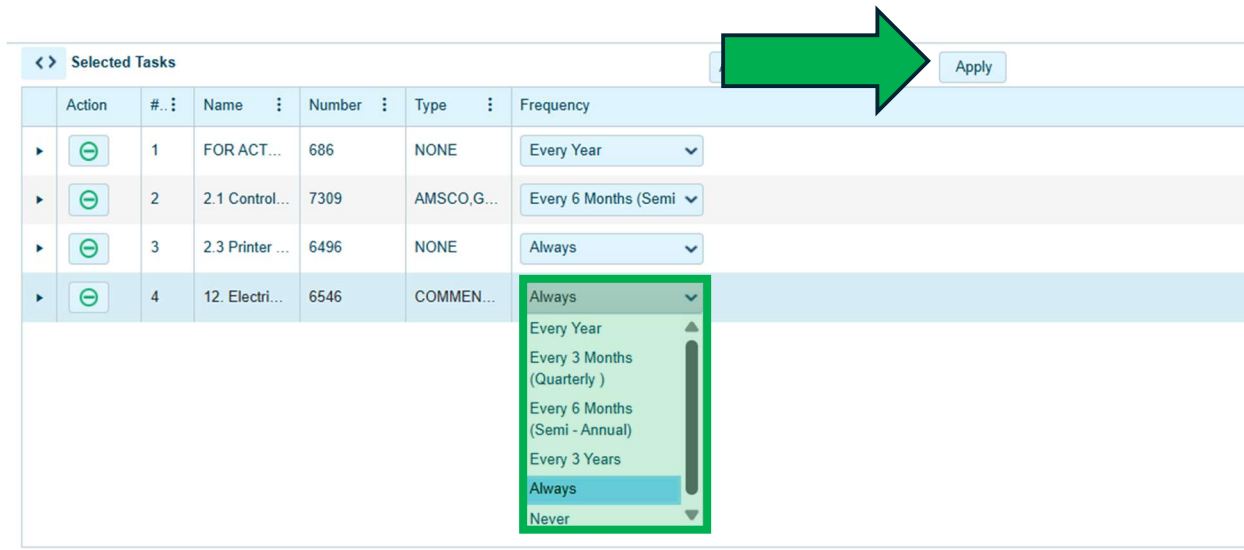 Selected Tasks
Apply
Action #.. Name Number Type Frequency
1 FOR ACT... 686 NONE Every Year
2 2.1 Control... 7309 AMSCO,G... Every 6 Months (Semi
3 2.3 Printer ... 6496 NONE Always
4 12. Electri... 6546 COMMEN... Always
Every Year
Every 3 Months
(Quarterly )
Every 6 Months
(Semi - Annual)
Every 3 Years
Always
Never